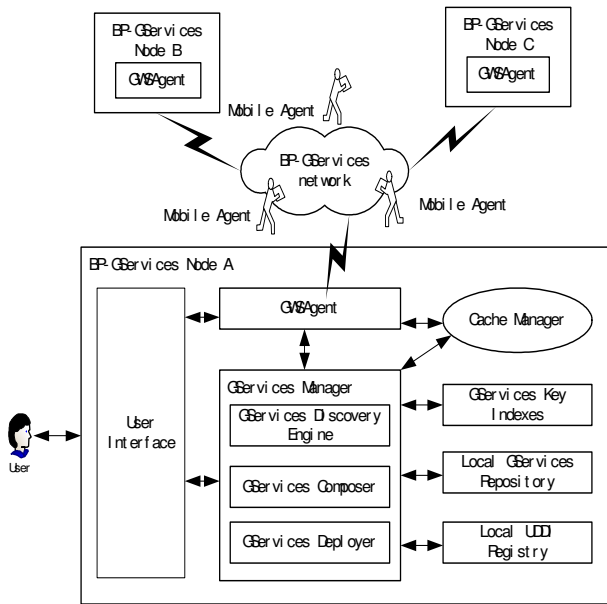 BP-GServices
Node B
GWSAgent
BP-GServices
Node C
GWSAgent
Mobile Agent
BP-GServices
network
Mobile Agent
Mobile Agent
BP-GServices Node A
GWSAgent
Cache Manager
User
Interface
GServices Manager
GServices Discovery
Engine
GServices Key
Indexes
User
GServices Composer
Local GServices
Repository
GServices Deployer
Local UDDI
Registry